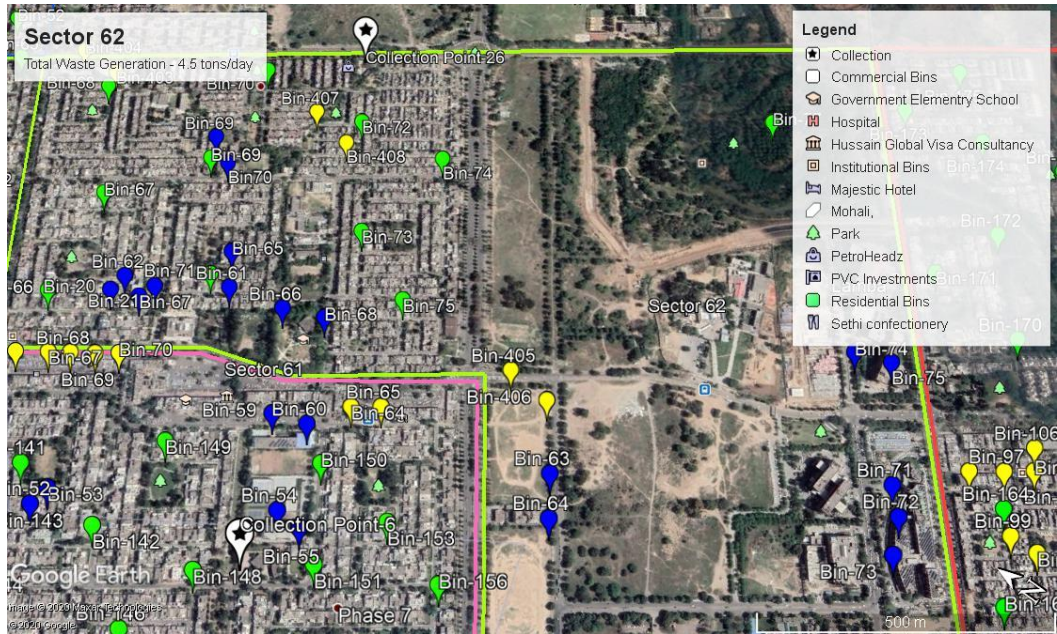 Sector 62
Total Waste Generation - 4.5 tons/day
Legend
Collection
Commercial Bins
Government Elementry School
Hospital
Hussain Global Visa Consultancy
Institutional Bins
Majestic Hotel
Mohali,
Park
PetroHeadz
PVC Investments
Residential Bins
Sethi confectionery
Bin-52
Collection Point-26
Bin-70
Bin-407
Bin-72
Bin-408
Bin-69
Bin-69
Bin70
Bin-74
Bin-67
Bin-174
Bin-73
Bin-172
Bin-65
Bin-62
Bin-71
Bin-61
Bin-20
Bin-21
Bin-67
Bin-66
Bin-68
Bin-75
Sector 62
Bin-171
Bin-170
Bin-68
Bin-67
Bin-70
Bin-69
Sector 61
Bin-405
Bin-406
Bin-74
Bin-75
Bin-59
Bin-60
Bin-65
Bin-64
Bin-149
Bin-150
Bin-106
Bin-97
Bin-63
Bin-71
Bin-164
Bin-53
Bin-54
Bin-64
Bin-72
Bin-99
Collection Point-6
Bin-142
Bin-153
Bin-55
Bin-148
Bin-151
Bin-156
Bin-73
Phase 7
Google Earth
Image © 2020 Maxar Technologies
© 2020 Google
500 m